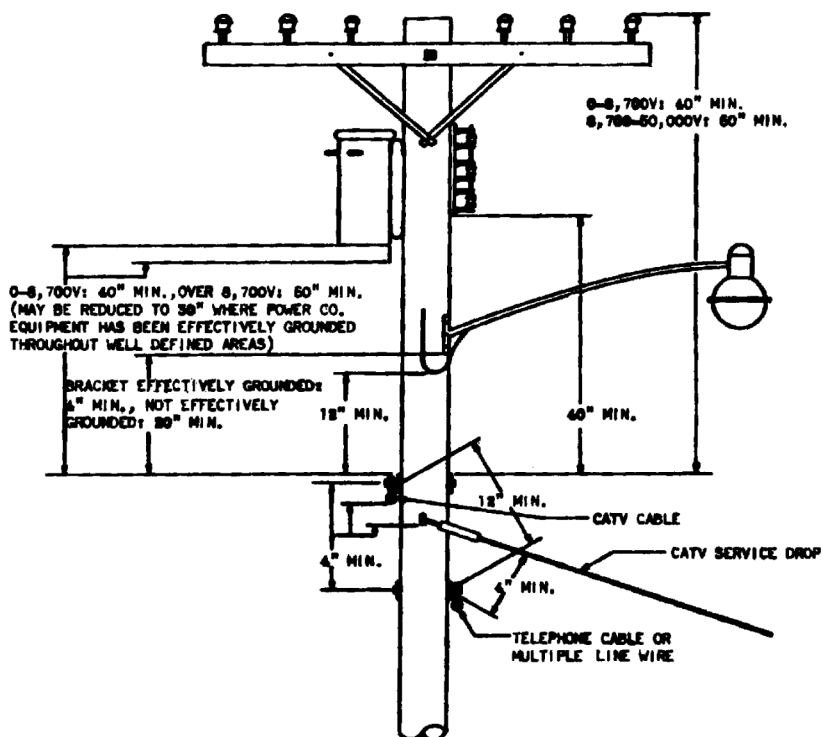 0-8,700V: 40" MIN.
8,700-50,000V: 60" MIN.
0-8,700V: 40" MIN., OVER 8,700V: 60" MIN.
(MAY BE REDUCED TO 30" WHERE POWER CO.
EQUIPMENT HAS BEEN EFFECTIVELY GROUNDED
THROUGHOUT WELL DEFINED AREAS)
BRACKET EFFECTIVELY GROUNDED:
4" MIN., NOT EFFECTIVELY
GROUNDED: 20" MIN.
12" MIN.
40" MIN.
12" MIN.
CATV CABLE
4" MIN.
CATV SERVICE DROP
4" MIN.
TELEPHONE CABLE OR
MULTIPLE LINE WIRE